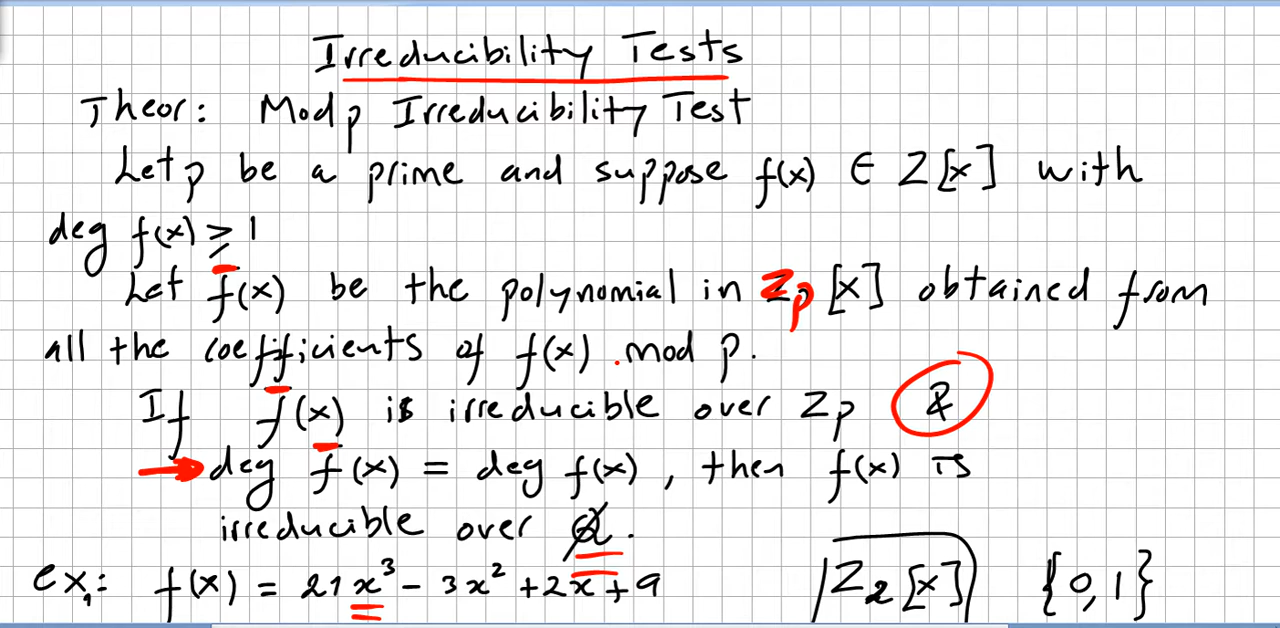 Irreducibility Tests
Theor: Mod p Irreducibility Test
Let p be a prime and suppose f(x) ∈ Z[x] with
deg f(x) ≥ 1
Let f̄(x) be the polynomial in Zp[x] obtained from
all the coefficients of f(x) mod p.
If f̄(x) is irreducible over Zp &
→ deg f̄(x) = deg f(x), then f(x) is
irreducible over Q.
ex1: f(x) = 21x³ - 3x² + 2x + 9 Z₂[x] {0,1}